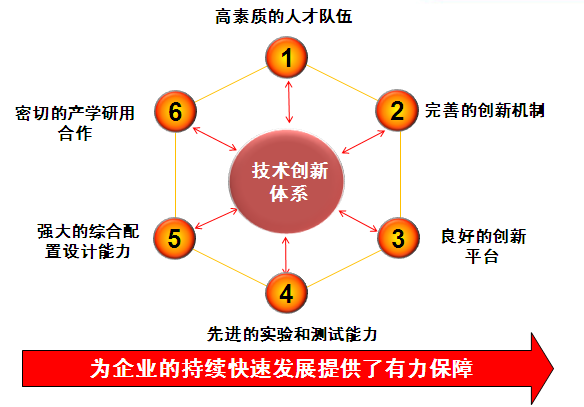 高素质的人才队伍
1
2
完善的创新机制
6
密切的产学研用
合作
技术创新
体系
强大的综合配
置设计能力
5
3
良好的创新
平台
4
先进的实验和测试能力
为企业的持续快速发展提供了有力保障